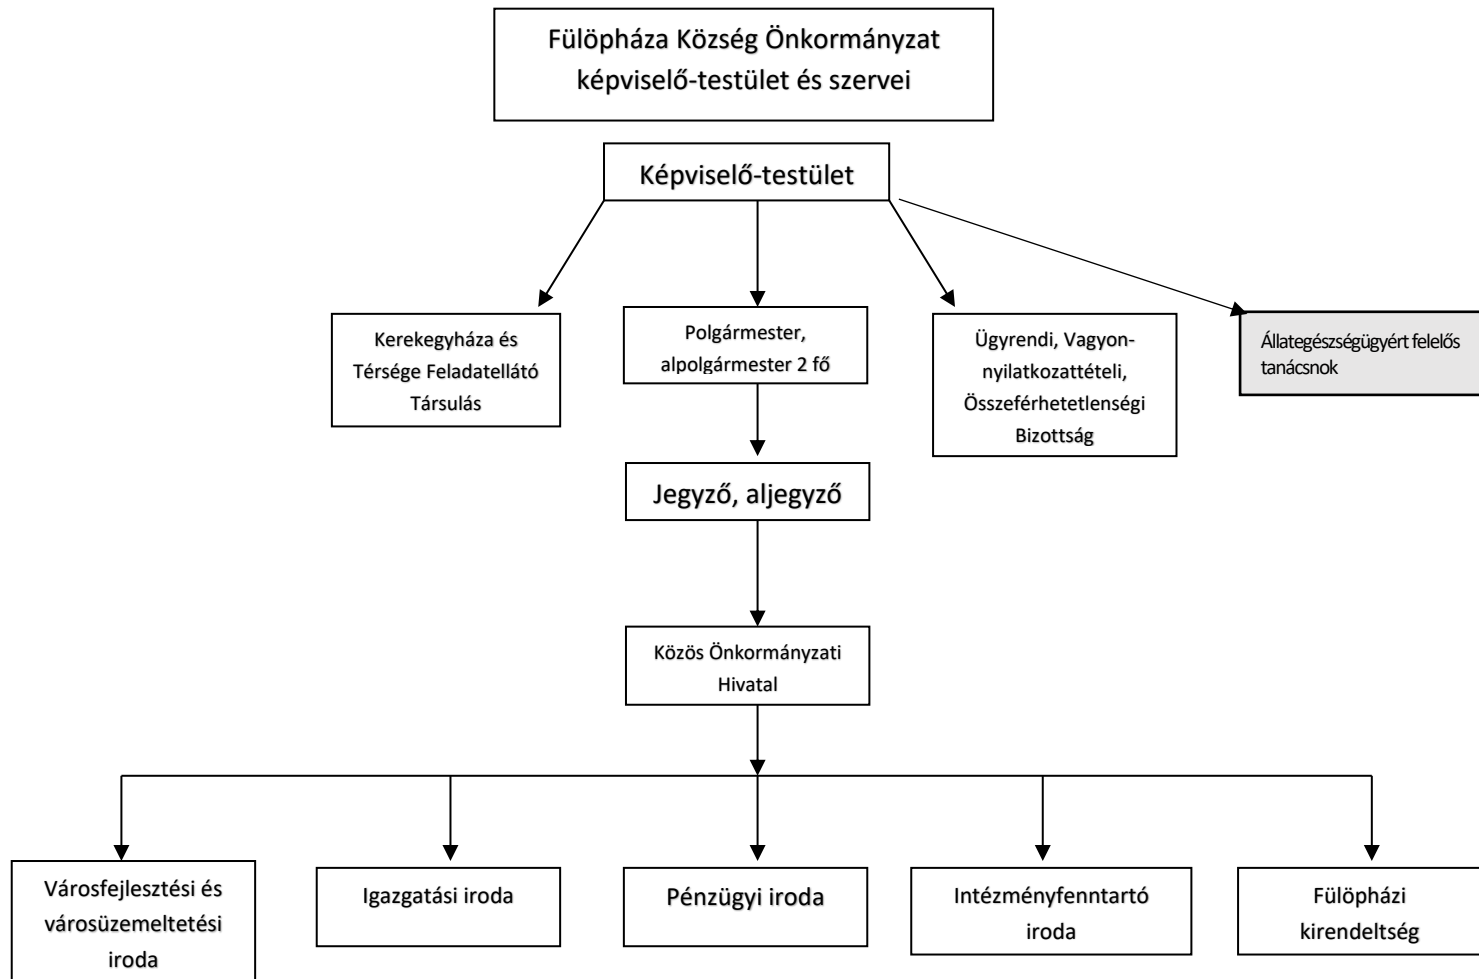 Fülöpháza Község Önkormányzat
képviselő-testület és szervei
Képviselő-testület
Kerekegyháza és
Térsége Feladatellátó
Társulás
Polgármester,
alpolgármester 2 fő
Ügyrendi, Vagyon-
nyilatkozattételi,
Összeférhetetlenségi
Bizottság
Állategészségügyért felelős
tanácsnok
Jegyző, aljegyző
Közös Önkormányzati
Hivatal
Városfejlesztési és
városüzemeltetési
iroda
Igazgatási iroda
Pénzügyi iroda
Intézményfenntartó
iroda
Fülöpházi
kirendeltség